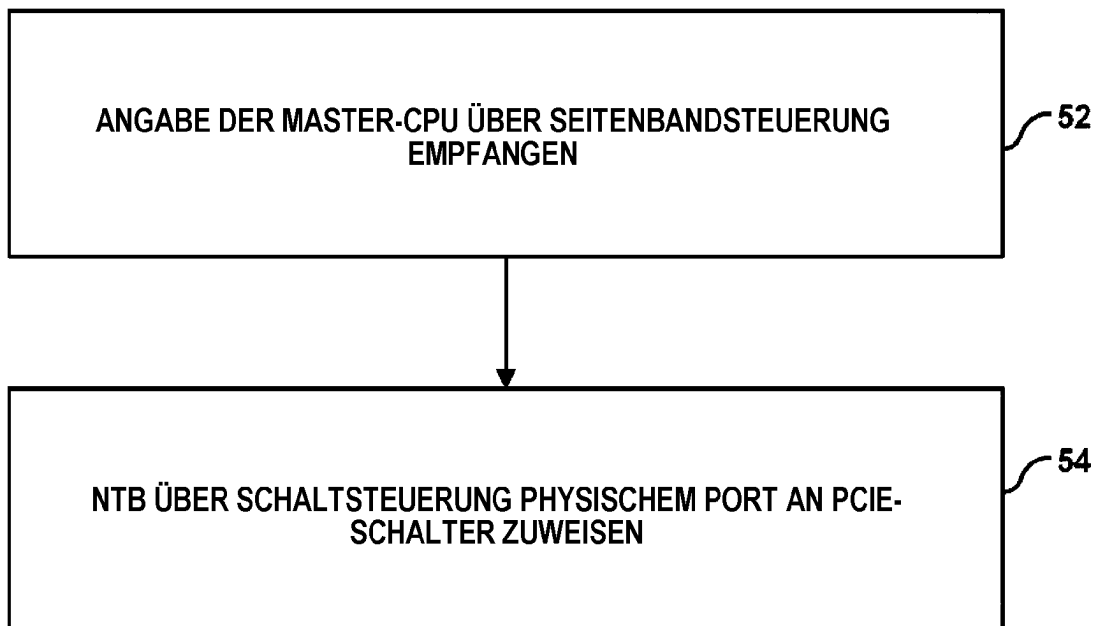 ANGABE DER MASTER-CPU ÜBER SEITENBANDSTEUERUNG
EMPFANGEN
52
NTB ÜBER SCHALTSTEUERUNG PHYSISCHEM PORT AN PCIE-
SCHALTER ZUWEISEN
54